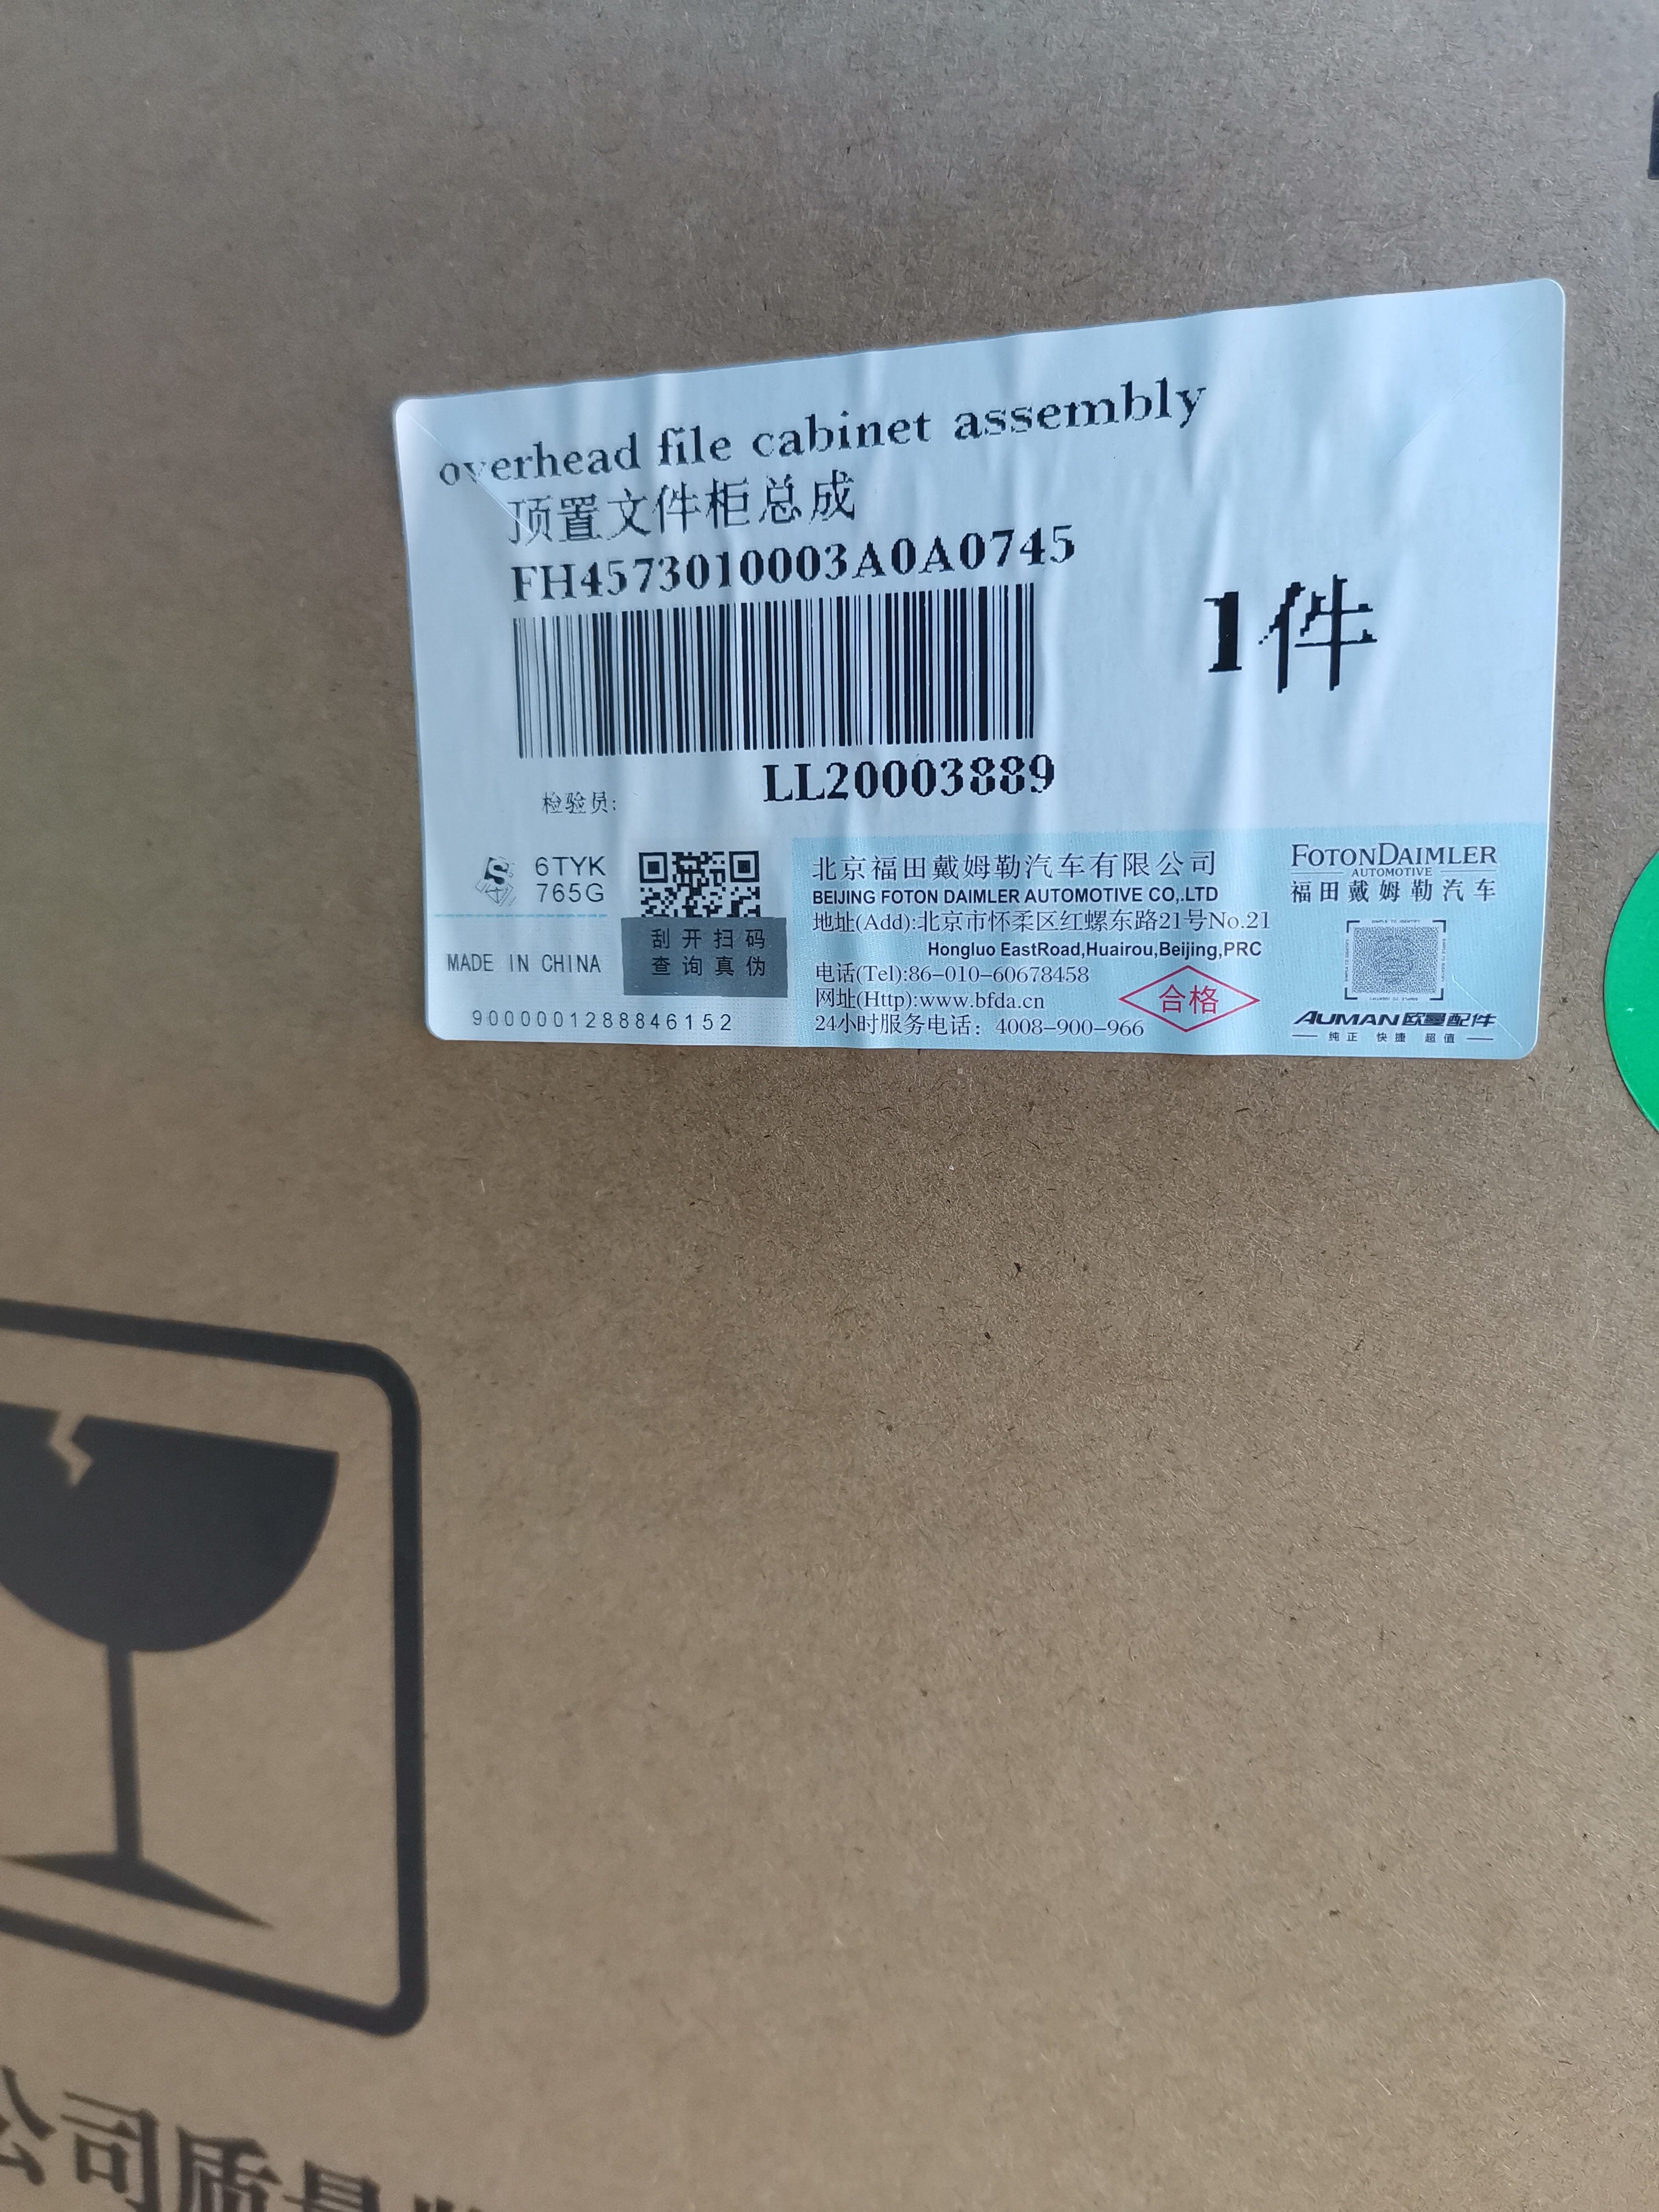 overhead file cabinet assembly
顶置文件柜总成
FH4573010003A0A0745
1件
LL20003889
检验员:
6TYK
765G
MADE IN CHINA
刮开扫码
查询真伪
9000001288846152
北京福田戴姆勒汽车有限公司
BEIJING FOTON DAIMLER AUTOMOTIVE CO,.LTD
地址(Add):北京市怀柔区红螺东路21号No.21
Hongluo EastRoad,Huairou,Beijing,PRC
电话(Tel):86-010-60678458
网址(Http):www.bfda.cn
24小时服务电话：4008-900-966
合格
FOTONDAIMLER
AUTOMOTIVE
福田戴姆勒汽车
AUMAN欧曼配件
纯正 快捷 超值
公司质量